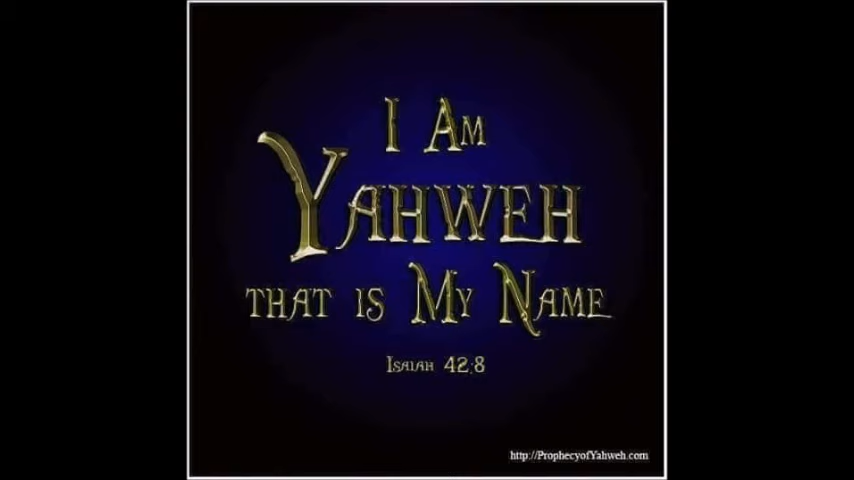 I Am
Yahweh
that is My Name
Isaiah 42:8
http://ProphecyofYahweh.com